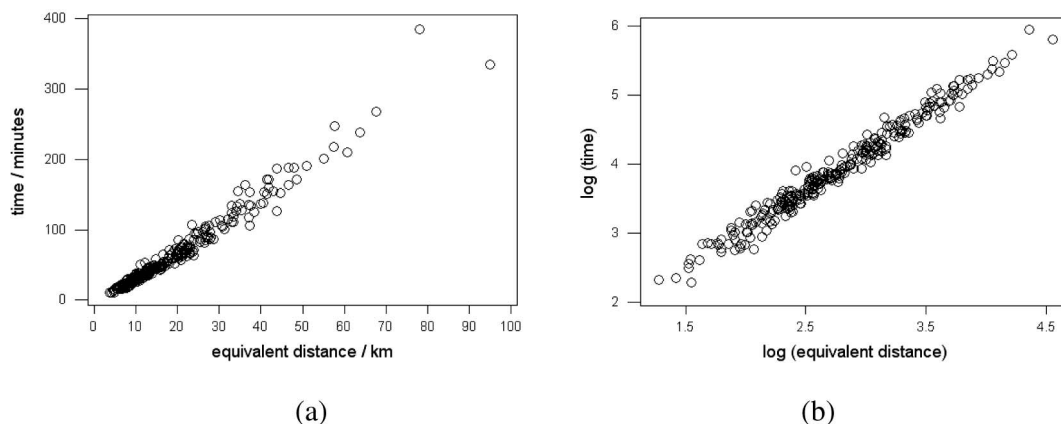 400
300
200
100
0
time / minutes
0 10 20 30 40 50 60 70 80 90 100
equivalent distance / km
(a)
6
5
4
3
2
log (time)
1.5 2.5 3.5 4.5
log (equivalent distance)
(b)